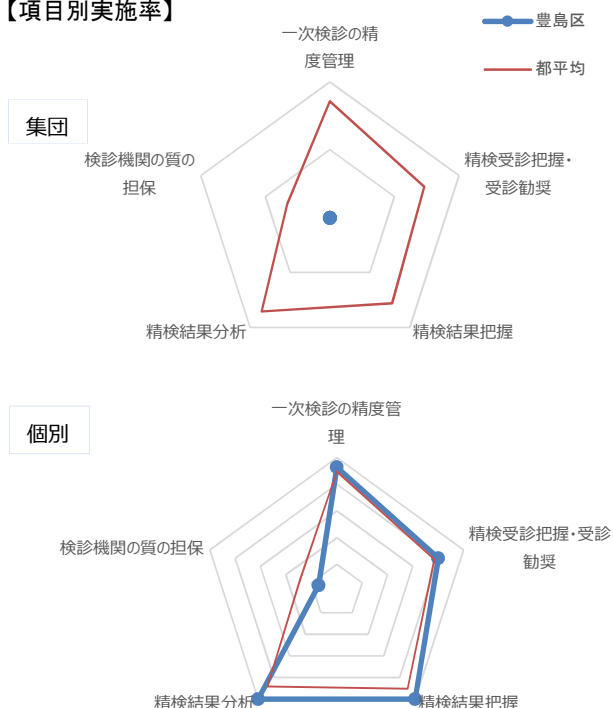 【項目別実施率】
豊島区
都平均
集団
一次検診の精
度管理
精検受診把握・
受診勧奨
精検結果把握
精検結果分析
検診機関の質の
担保
個別
一次検診の精度管
理
精検受診把握・受診
勧奨
精検結果把握
精検結果分析
検診機関の質の担保